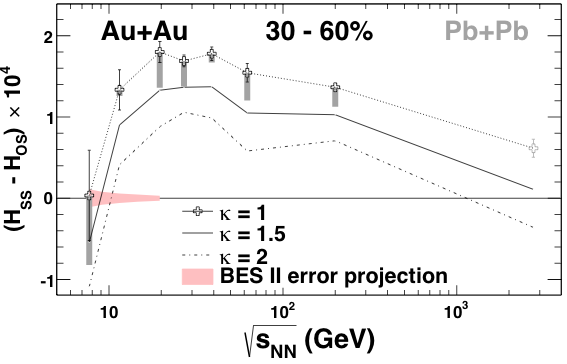 Au+Au 30 - 60% Pb+Pb
(H_SS - H_OS) × 10^4
2
1
0
-1
κ = 1
κ = 1.5
κ = 2
BES II error projection
10 10^2 10^3
√s_NN (GeV)